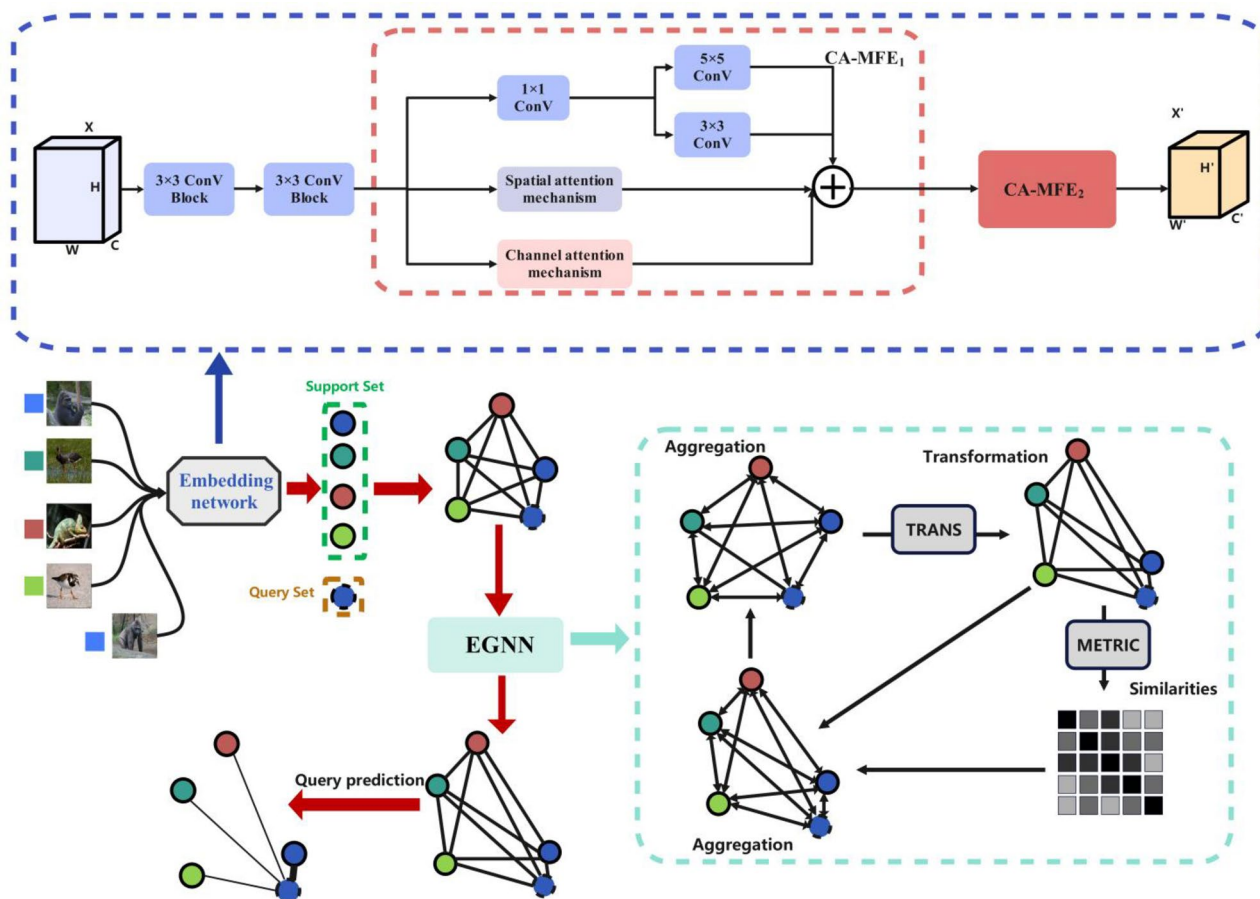 X
H
W
C
3×3 ConV
Block
3×3 ConV
Block
1×1
ConV
5×5
ConV
3×3
ConV
CA-MFE₁
Spatial attention
mechanism
Channel attention
mechanism
+
CA-MFE₂
X'
H'
W'
C'
Embedding
network
Support Set
Query Set
EGNN
Query prediction
Aggregation
TRANS
Transformation
METRIC
Similarities
Aggregation